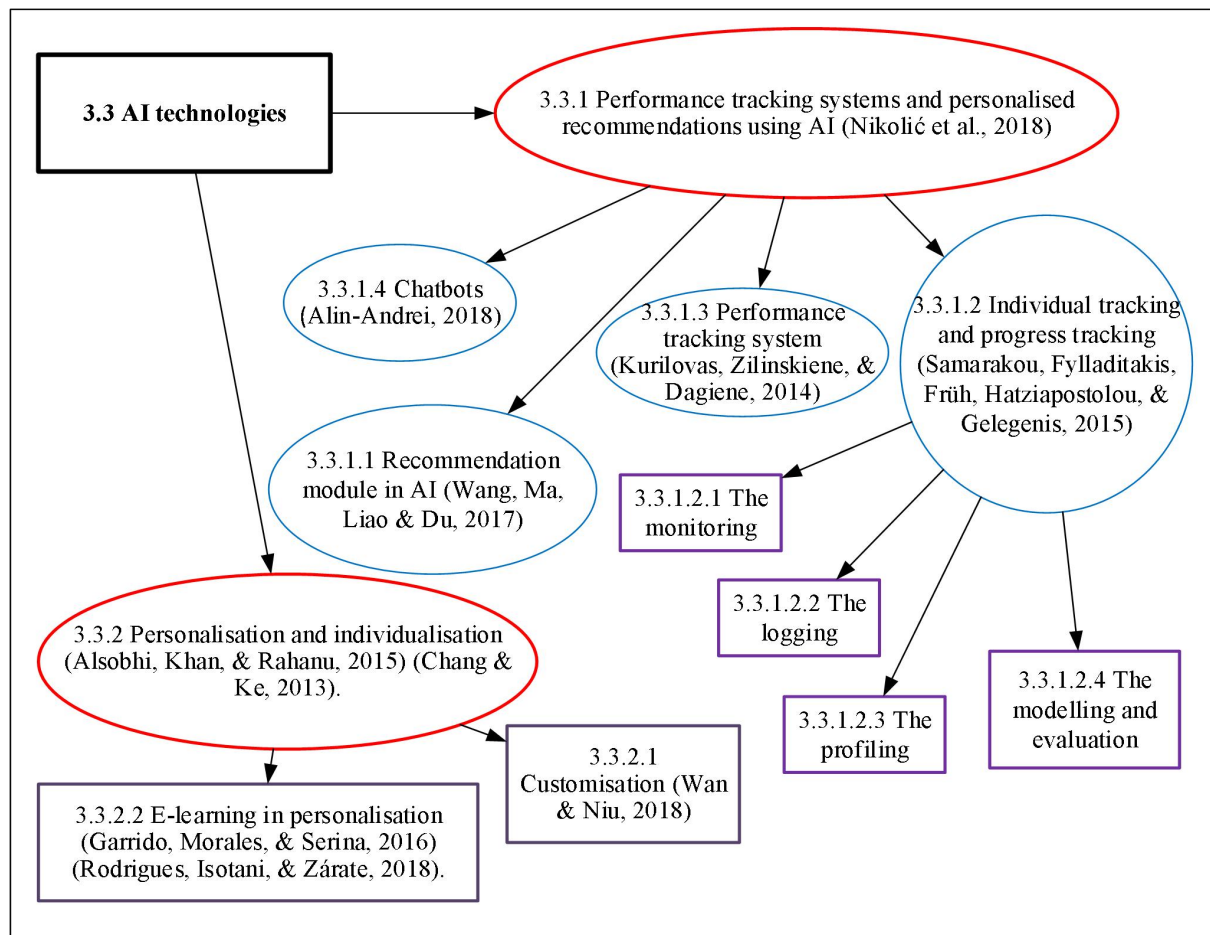 3.3 AI technologies
3.3.1 Performance tracking systems and personalised
recommendations using AI (Nikolić et al., 2018)
3.3.1.4 Chatbots
(Alin-Andrei, 2018)
3.3.1.3 Performance
tracking system
(Kurilovas, Zilinskiene, &
Dagiene, 2014)
3.3.1.2 Individual tracking
and progress tracking
(Samarakou, Fylladitakis,
Früh, Hatziapostolou, &
Gelegenis, 2015)
3.3.1.1 Recommendation
module in AI (Wang, Ma,
Liao & Du, 2017)
3.3.1.2.1 The
monitoring
3.3.1.2.2 The
logging
3.3.1.2.3 The
profiling
3.3.1.2.4 The
modelling and
evaluation
3.3.2 Personalisation and individualisation
(Alsobhi, Khan, & Rahanu, 2015) (Chang &
Ke, 2013).
3.3.2.1
Customisation (Wan
& Niu, 2018)
3.3.2.2 E-learning in personalisation
(Garrido, Morales, & Serina, 2016)
(Rodrigues, Isotani, & Zárate, 2018).